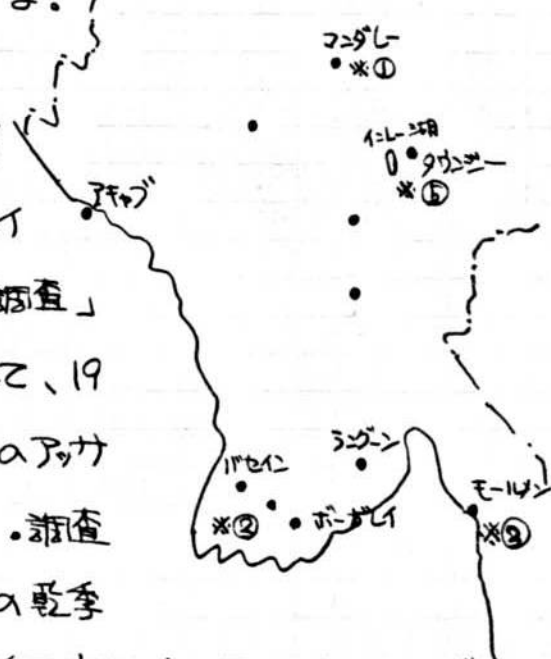 マンダレー
※①
インレー湖
タウンジー
※⑤
アキャブ
イ
調査」
て、19
のアッサ
・調査
の乾季
ラングーン
バセイン
※②
ボーガレイ
モールメン
※③